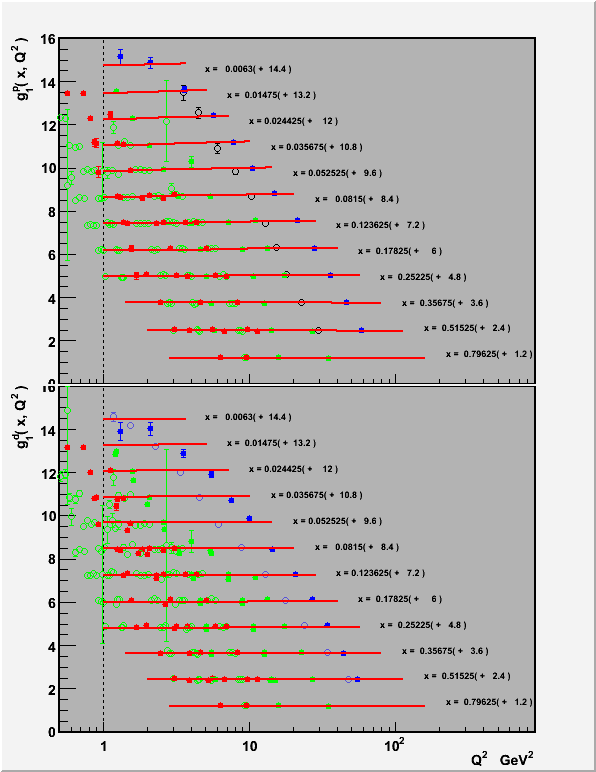 g₁ᵖ(x, Q²)
16
x = 0.0063(+ 14.4)
14
x = 0.01475(+ 13.2)
12
x = 0.024425(+ 12)
x = 0.035675(+ 10.8)
10
x = 0.052525(+ 9.6)
8
x = 0.0815(+ 8.4)
x = 0.123625(+ 7.2)
6
x = 0.17825(+ 6)
x = 0.25225(+ 4.8)
4
x = 0.35675(+ 3.6)
2
x = 0.51525(+ 2.4)
x = 0.79625(+ 1.2)
0
g₁ᵈ(x, Q²)
16
x = 0.0063(+ 14.4)
14
x = 0.01475(+ 13.2)
12
x = 0.024425(+ 12)
x = 0.035675(+ 10.8)
10
x = 0.052525(+ 9.6)
8
x = 0.0815(+ 8.4)
x = 0.123625(+ 7.2)
6
x = 0.17825(+ 6)
x = 0.25225(+ 4.8)
4
x = 0.35675(+ 3.6)
2
x = 0.51525(+ 2.4)
x = 0.79625(+ 1.2)
0
1 10 10²
Q² GeV²